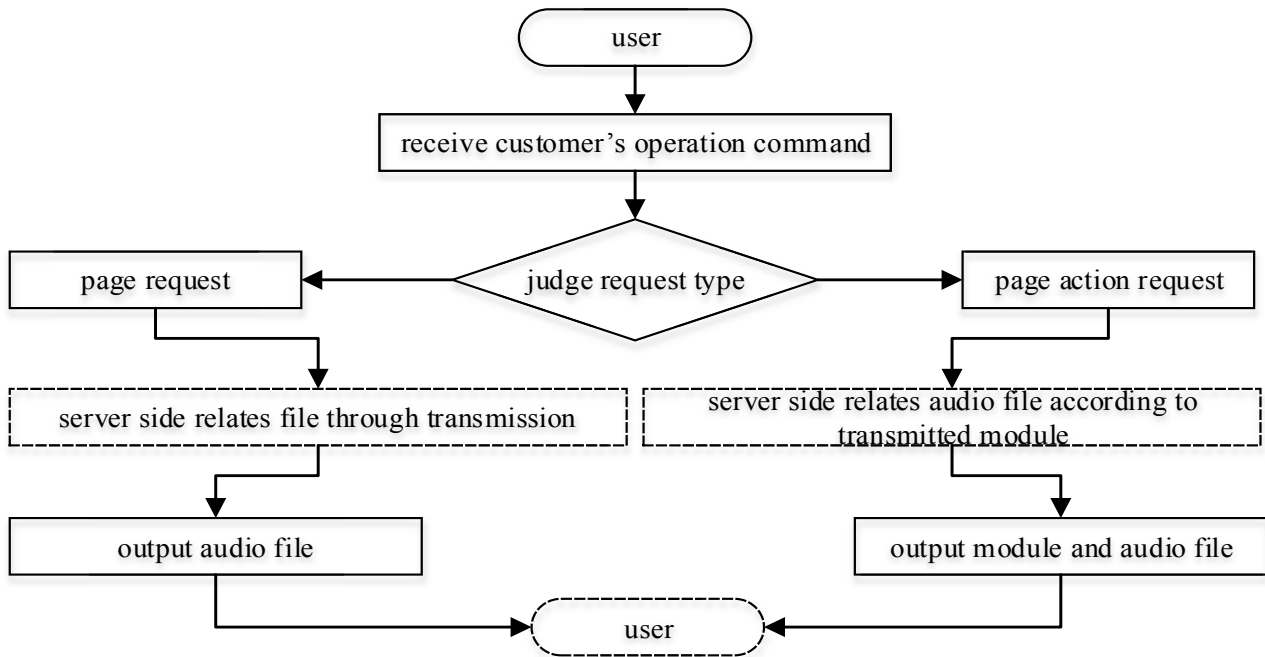 user
receive customer’s operation command
page request
judge request type
page action request
server side relates file through transmission
server side relates audio file according to
transmitted module
output audio file
output module and audio file
user